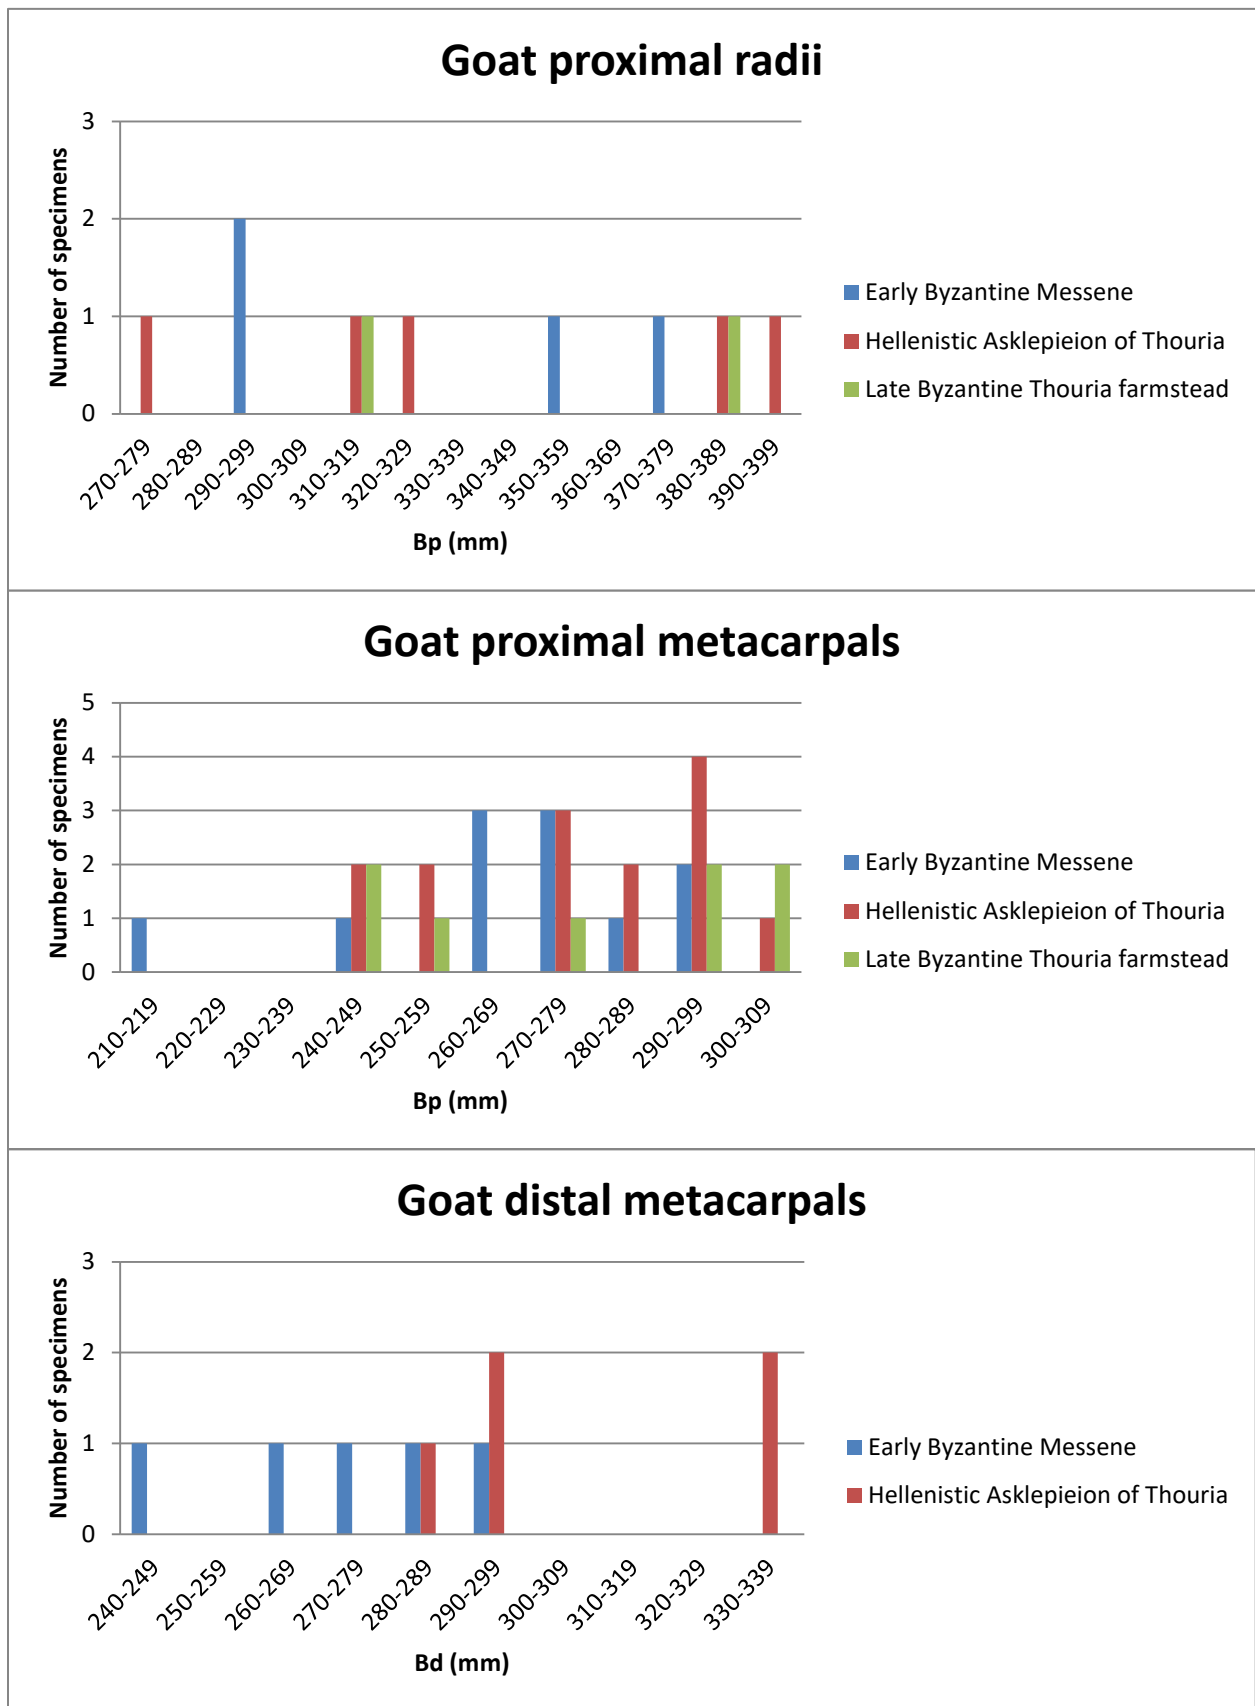 Goat proximal radii
Number of specimens
3
2
1
0
270-279
280-289
290-299
300-309
310-319
320-329
330-339
340-349
350-359
360-369
370-379
380-389
390-399
Bp (mm)
Early Byzantine Messene
Hellenistic Asklepieion of Thouria
Late Byzantine Thouria farmstead
Goat proximal metacarpals
Number of specimens
5
4
3
2
1
0
210-219
220-229
230-239
240-249
250-259
260-269
270-279
280-289
290-299
300-309
Bp (mm)
Early Byzantine Messene
Hellenistic Asklepieion of Thouria
Late Byzantine Thouria farmstead
Goat distal metacarpals
Number of specimens
3
2
1
0
240-249
250-259
260-269
270-279
280-289
290-299
300-309
310-319
320-329
330-339
Bd (mm)
Early Byzantine Messene
Hellenistic Asklepieion of Thouria